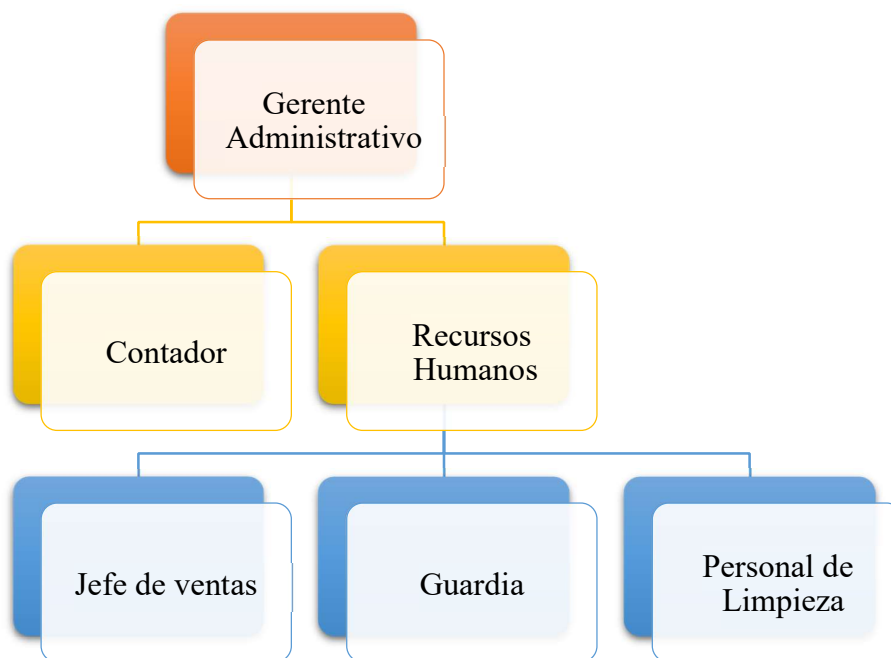 Gerente
Administrativo
Contador
Recursos
Humanos
Jefe de ventas
Guardia
Personal de
Limpieza